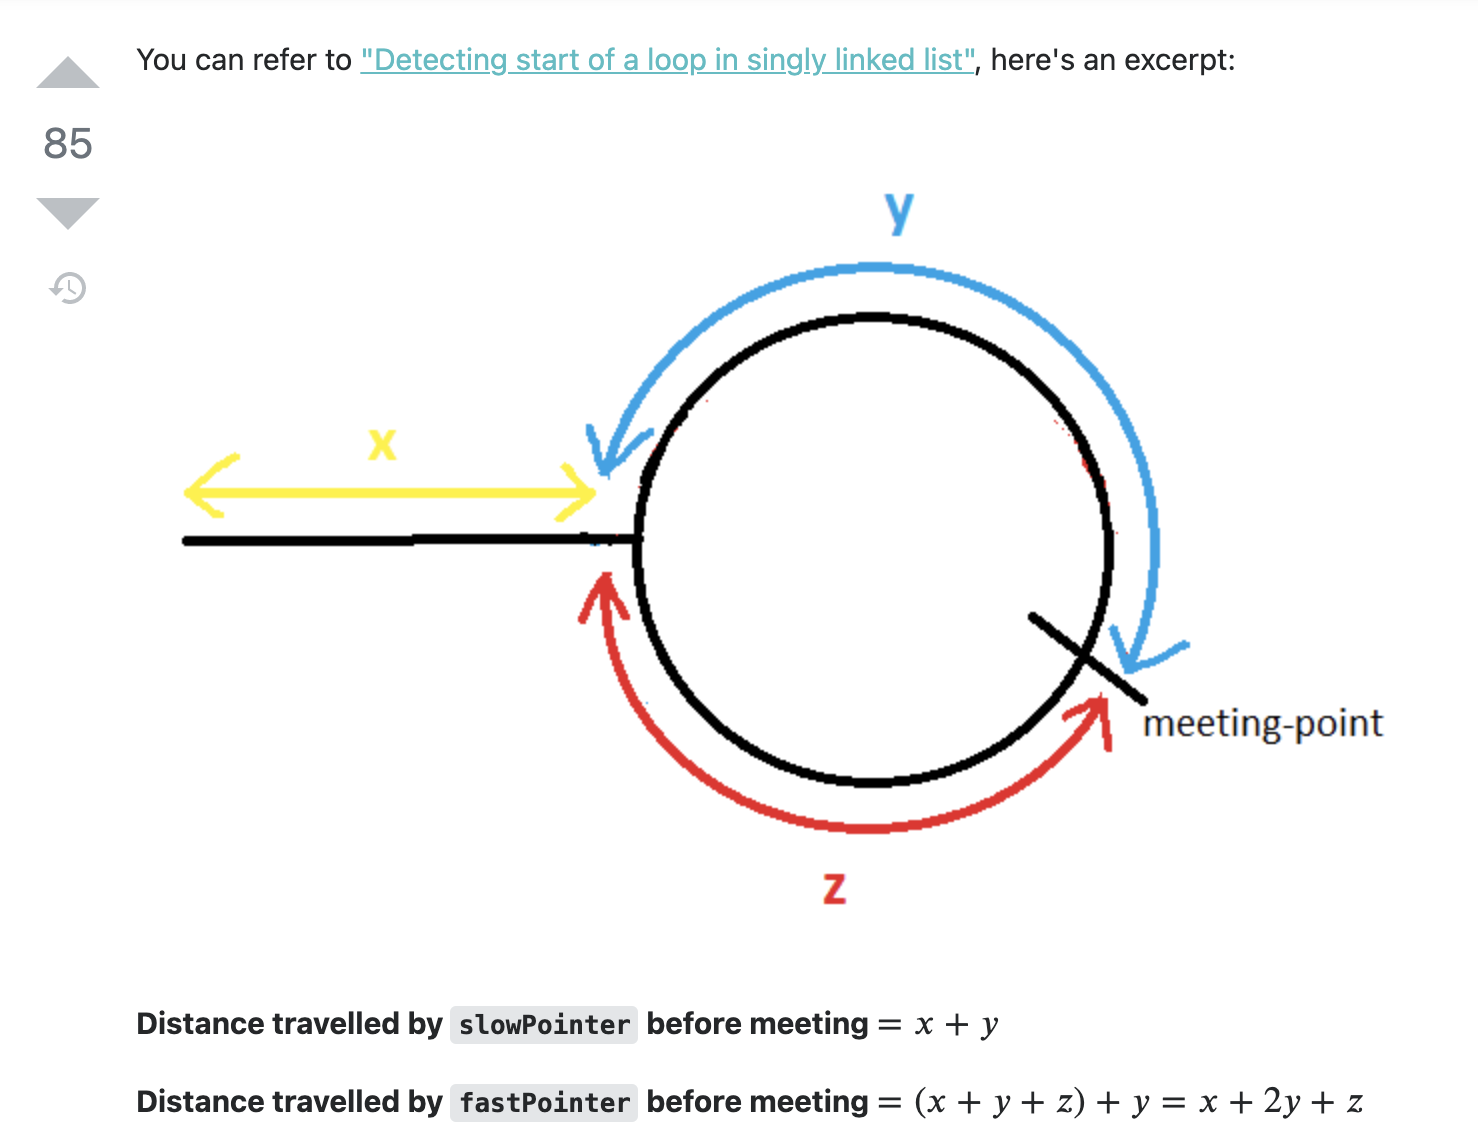 You can refer to "Detecting start of a loop in singly linked list", here's an excerpt:
85
y
x
meeting-point
z
Distance travelled by slowPointer before meeting = x + y
Distance travelled by fastPointer before meeting = (x + y + z) + y = x + 2y + z